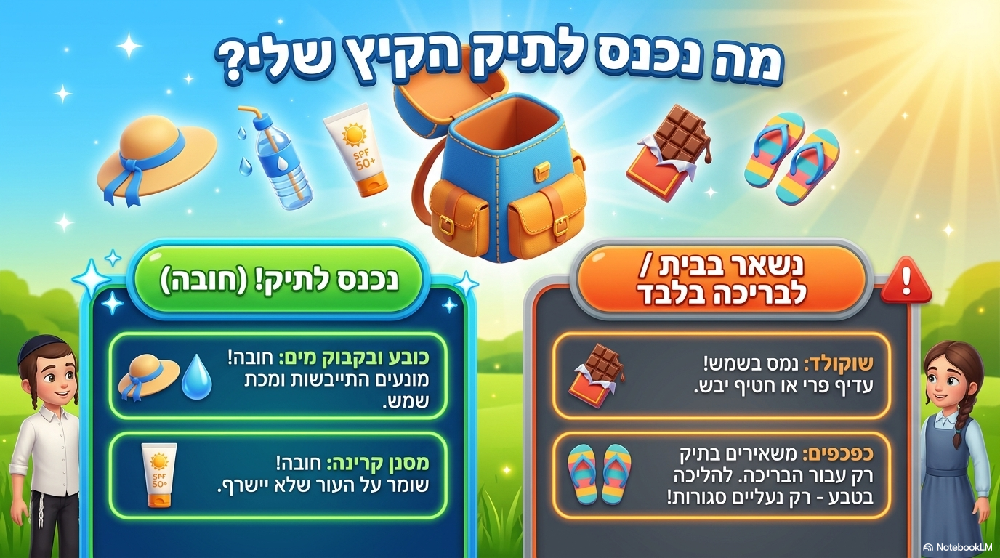 מה נכנס לתיק הקיץ שלי?
SPF
50+
נכנס לתיק! (חובה)
כובע ובקבוק מים: חובה!
מונעים התייבשות ומכת
שמש.
SPF
50+
מסנן קרינה: חובה!
שומר על העור שלא יישרף.
נשאר בבית /
לבריכה בלבד
!
שוקולד: נמס בשמש!
עדיף פרי או חטיף יבש.
כפכפים: משאירים בתיק
רק עבור הבריכה. להליכה
בטבע - רק נעליים סגורות!
NotebookLM